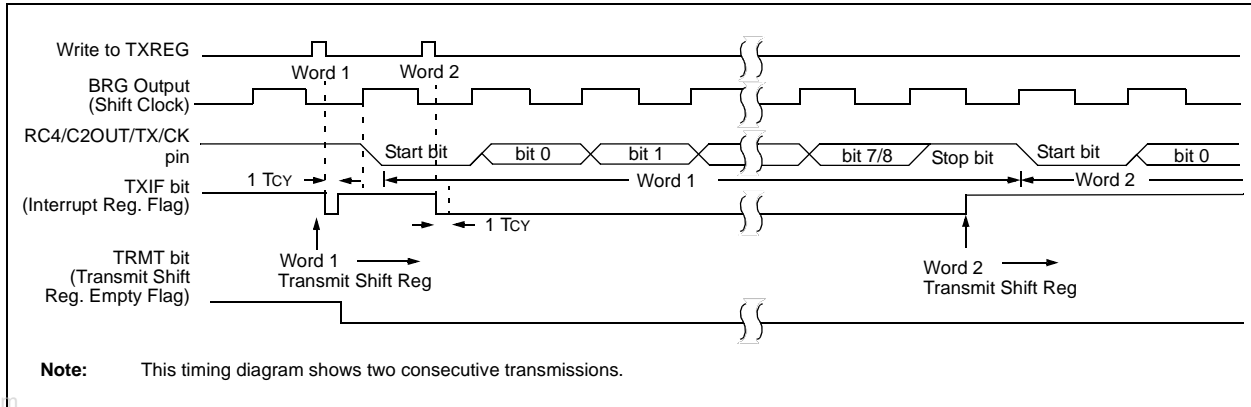 Write to TXREG
Word 1
Word 2
BRG Output
(Shift Clock)
RC4/C2OUT/TX/CK
pin
Start bit
bit 0
bit 1
bit 7/8
Stop bit
Start bit
bit 0
1 TCY
Word 1
Word 2
TXIF bit
(Interrupt Reg. Flag)
1 TCY
Word 1
Transmit Shift Reg
Word 2
Transmit Shift Reg
TRMT bit
(Transmit Shift
Reg. Empty Flag)
Note: This timing diagram shows two consecutive transmissions.
m